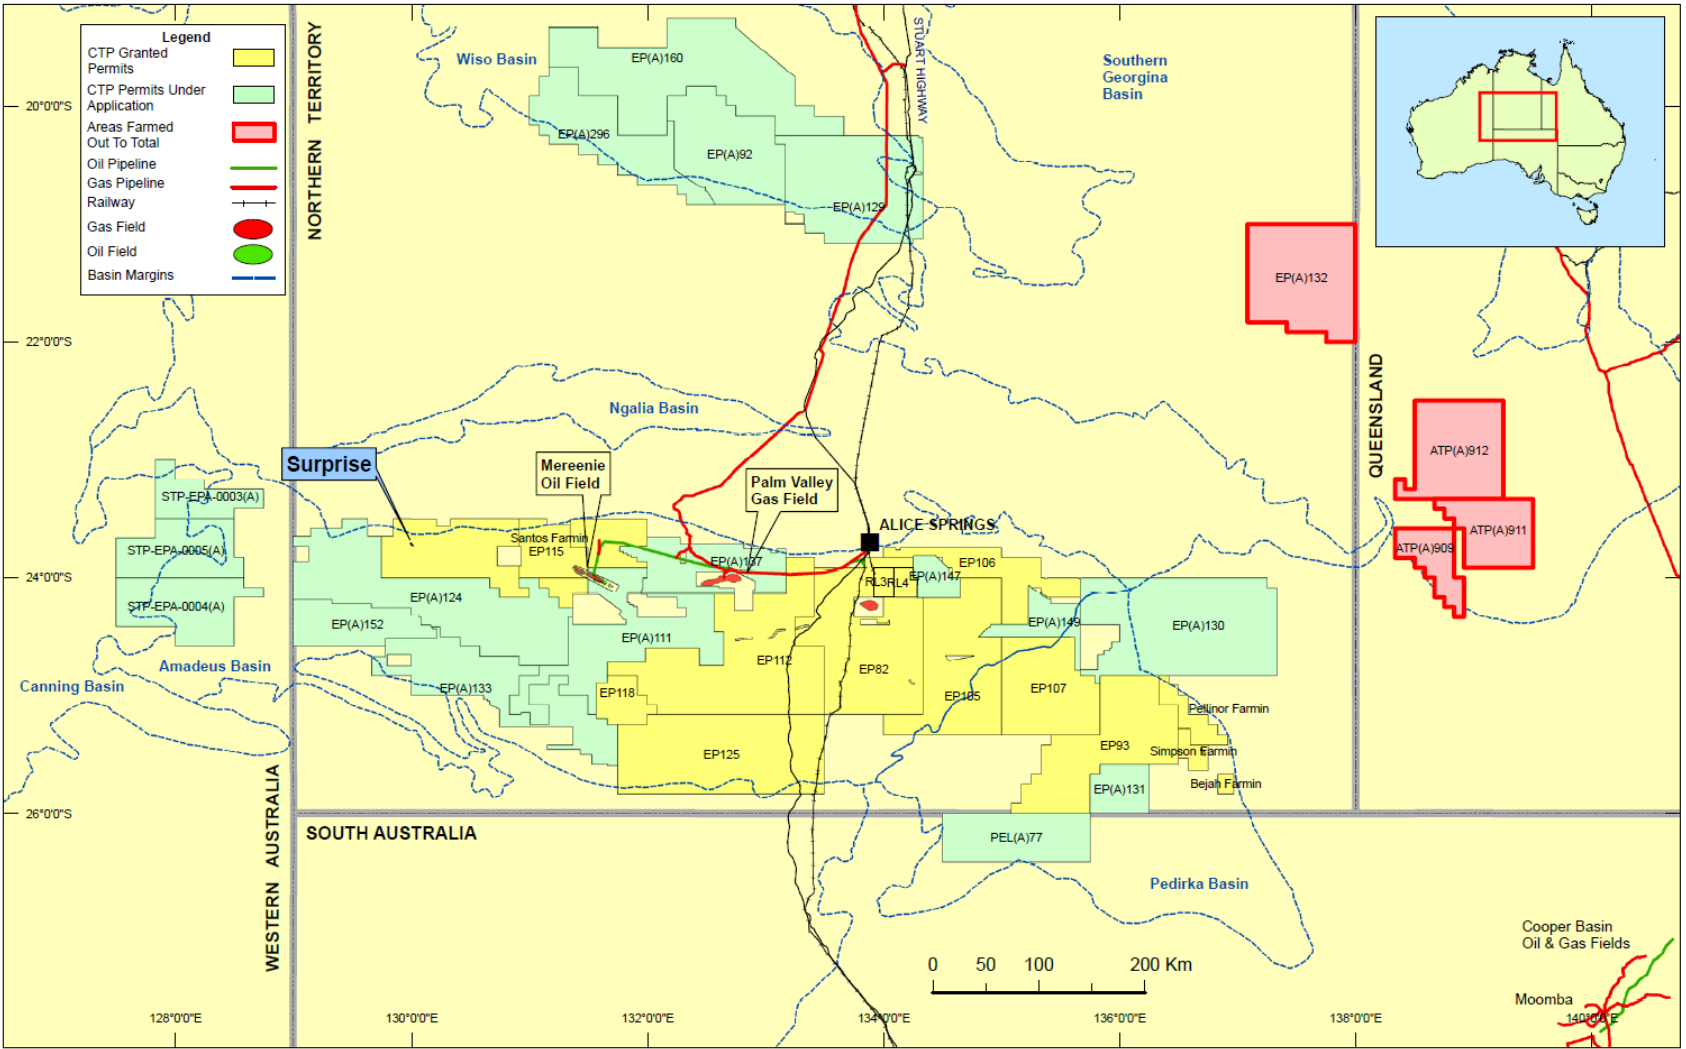 Legend
CTP Granted
Permits
CTP Permits Under
Application
Areas Farmed
Out To Total
Oil Pipeline
Gas Pipeline
Railway
Gas Field
Oil Field
Basin Margins
NORTHERN TERRITORY
Wiso Basin
EP(A)160
STUART HIGHWAY
Southern
Georgina
Basin
20°0'0"S
EP(A)296
EP(A)92
EP(A)129
EP(A)132
22°0'0"S
QUEENSLAND
Ngalia Basin
ATP(A)912
Surprise
Mereenie
Oil Field
Palm Valley
Gas Field
STP-EPA-0003(A)
ALICE SPRINGS
ATP(A)911
Santos Farmin
EP115
STP-EPA-0005(A)
ATP(A)909
EP(A)137
EP106
24°0'0"S
RL3
RL4
EP(A)147
EP(A)124
STP-EPA-0004(A)
EP(A)152
EP(A)111
EP(A)149
EP(A)130
Amadeus Basin
EP112
EP82
Canning Basin
EP(A)133
EP118
EP105
EP107
Pellinor Farmin
EP125
EP93
Simpson Farmin
Bejah Farmin
EP(A)131
26°0'0"S
WESTERN AUSTRALIA
SOUTH AUSTRALIA
PEL(A)77
Pedirka Basin
Cooper Basin
Oil & Gas Fields
0 50 100 200 Km
Moomba
128°0'0"E
130°0'0"E
132°0'0"E
134°0'0"E
136°0'0"E
138°0'0"E
140°0'0"E